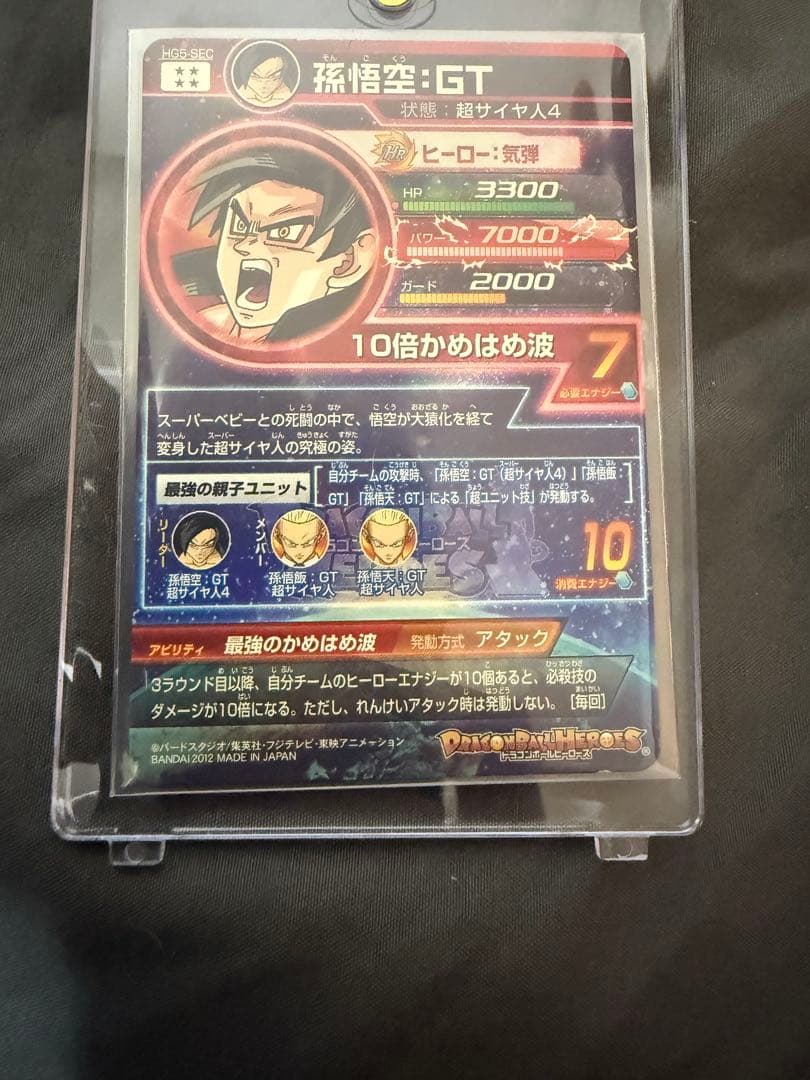 HG5-SEC
孫悟空:GT
そんごくう
状態:超サイヤ人4
HR ヒーロー:気弾
HP 3300
パワー 7000
ガード 2000
10倍かめはめ波 7
必要エナジー
スーパーベビーとの死闘の中で、悟空が大猿化を経て
変身した超サイヤ人の究極の姿。
最強の親子ユニット
自分チームの攻撃時、「孫悟空:GT(超サイヤ人4)」「孫悟飯:
GT」「孫悟天:GT」による「超ユニット技」が発動する。
リーダー
孫悟空:GT
超サイヤ人4
メンバー
孫悟飯:GT
超サイヤ人
孫悟天:GT
超サイヤ人
10
消費エナジー
アビリティ 最強のかめはめ波 発動方式 アタック
3ラウンド目以降、自分チームのヒーローエナジーが10個あると、必殺技の
ダメージが10倍になる。ただし、れんけいアタック時は発動しない。[毎回]
©バードスタジオ/集英社・フジテレビ・東映アニメーション
BANDAI 2012 MADE IN JAPAN
DRAGONBALL HEROES®
ドラゴンボールヒーローズ